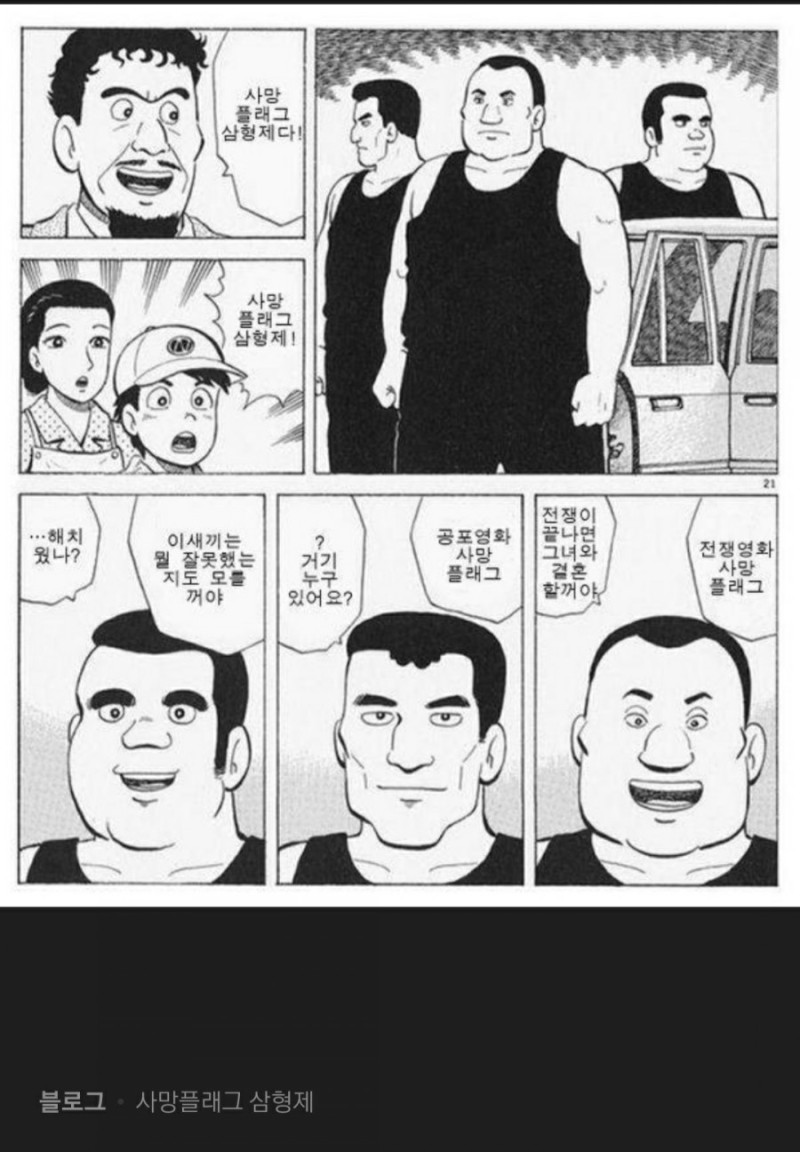 사망
플래그
삼형제다!
사망
플래그
삼형제!
21
전쟁영화
사망
플래그
전쟁이
끝나면
그녀와
결혼
할꺼야
공포영화
사망
플래그
?
거기
누구
있어요?
이새끼는
뭘 잘못했는
지도 모를
꺼야
…해치
웠나?
블로그 · 사망플래그 삼형제